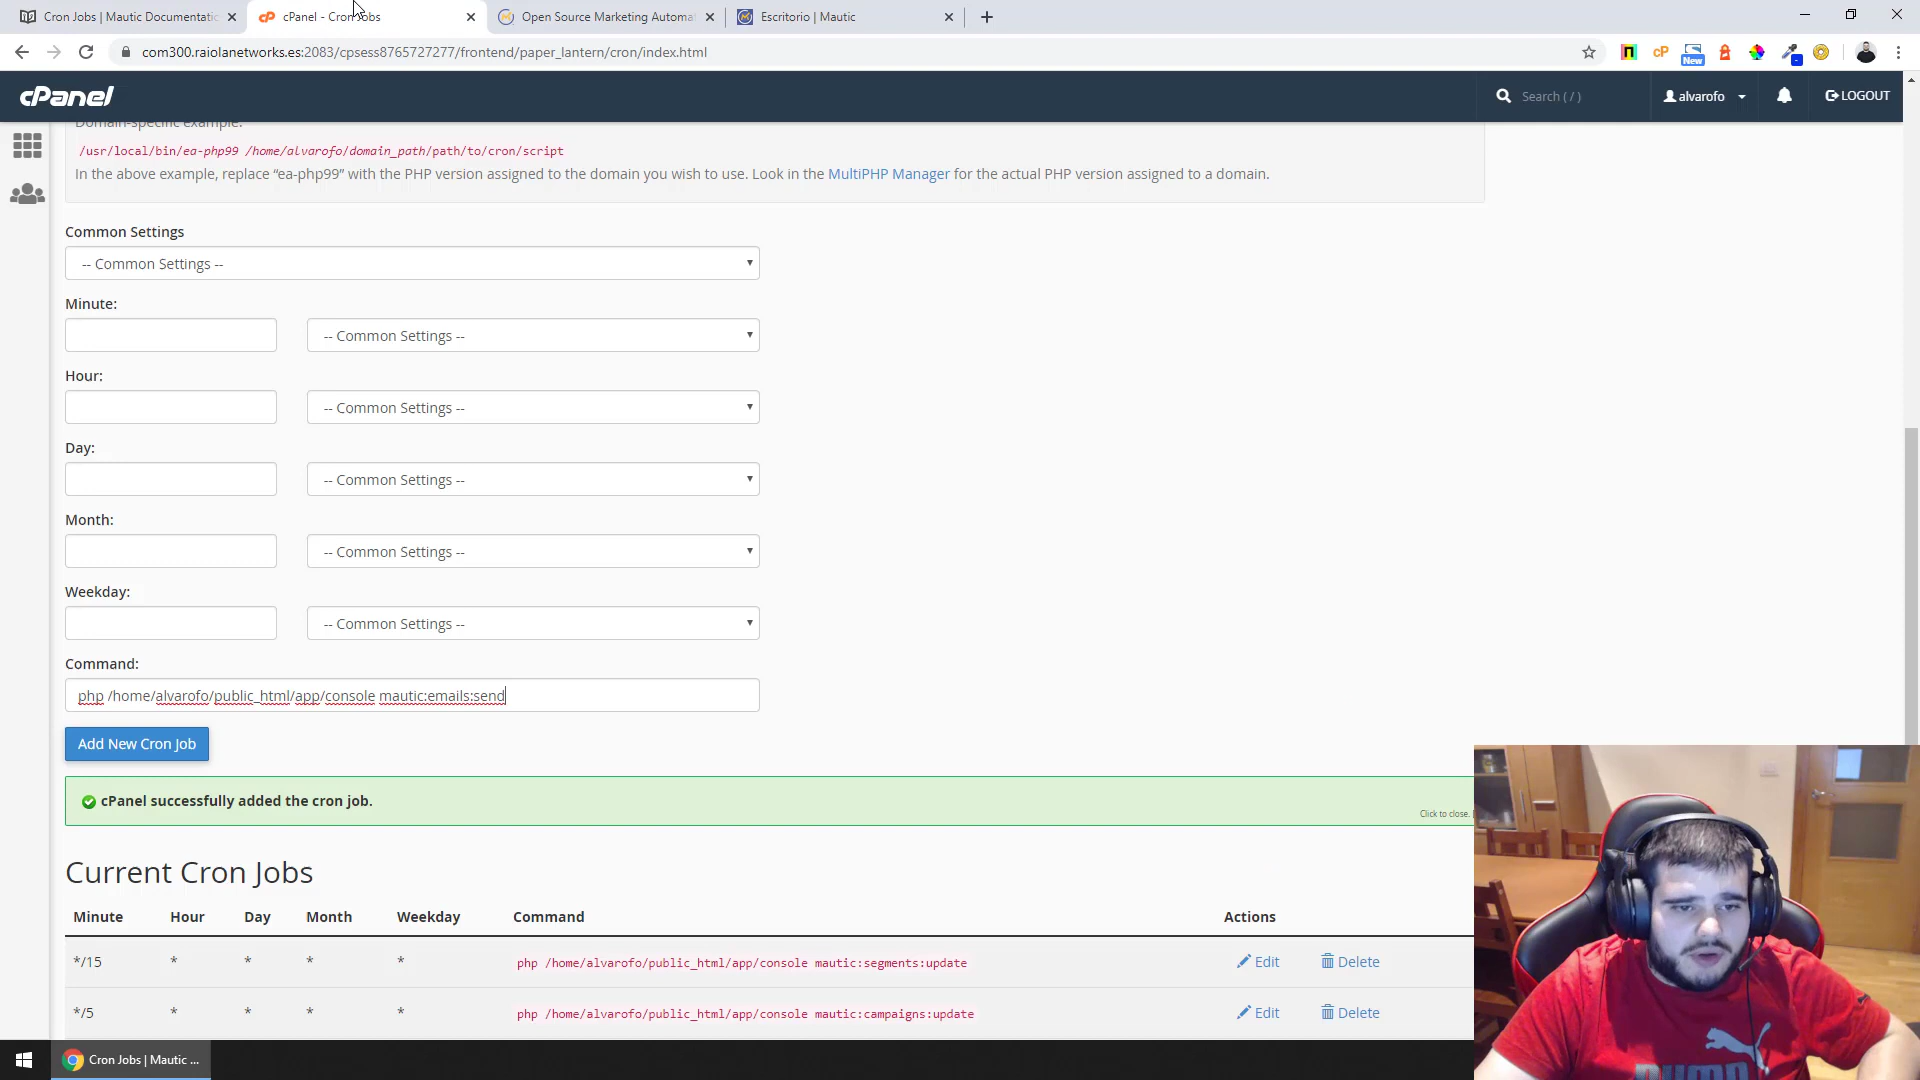 Cron Jobs | Mautic Documentatic
cPanel - Cron Jobs
Open Source Marketing Automat
Escritorio | Mautic
com300.raiolanetworks.es:2083/cpsess8765727277/frontend/paper_lantern/cron/index.html
cP
New
cPanel
Search ( / )
alvarofo
LOGOUT
Domain-specific example:
/usr/local/bin/ea-php99 /home/alvarofo/domain_path/path/to/cron/script
In the above example, replace “ea-php99” with the PHP version assigned to the domain you wish to use. Look in the MultiPHP Manager for the actual PHP version assigned to a domain.
Common Settings
-- Common Settings --
Minute:
-- Common Settings --
Hour:
-- Common Settings --
Day:
-- Common Settings --
Month:
-- Common Settings --
Weekday:
-- Common Settings --
Command:
php /home/alvarofo/public_html/app/console mautic:emails:send
Add New Cron Job
cPanel successfully added the cron job.
Click to close.
Current Cron Jobs
Minute Hour Day Month Weekday Command Actions
*/15 * * * * php /home/alvarofo/public_html/app/console mautic:segments:update Edit Delete
*/5 * * * * php /home/alvarofo/public_html/app/console mautic:campaigns:update Edit Delete
Cron Jobs | Mautic ...